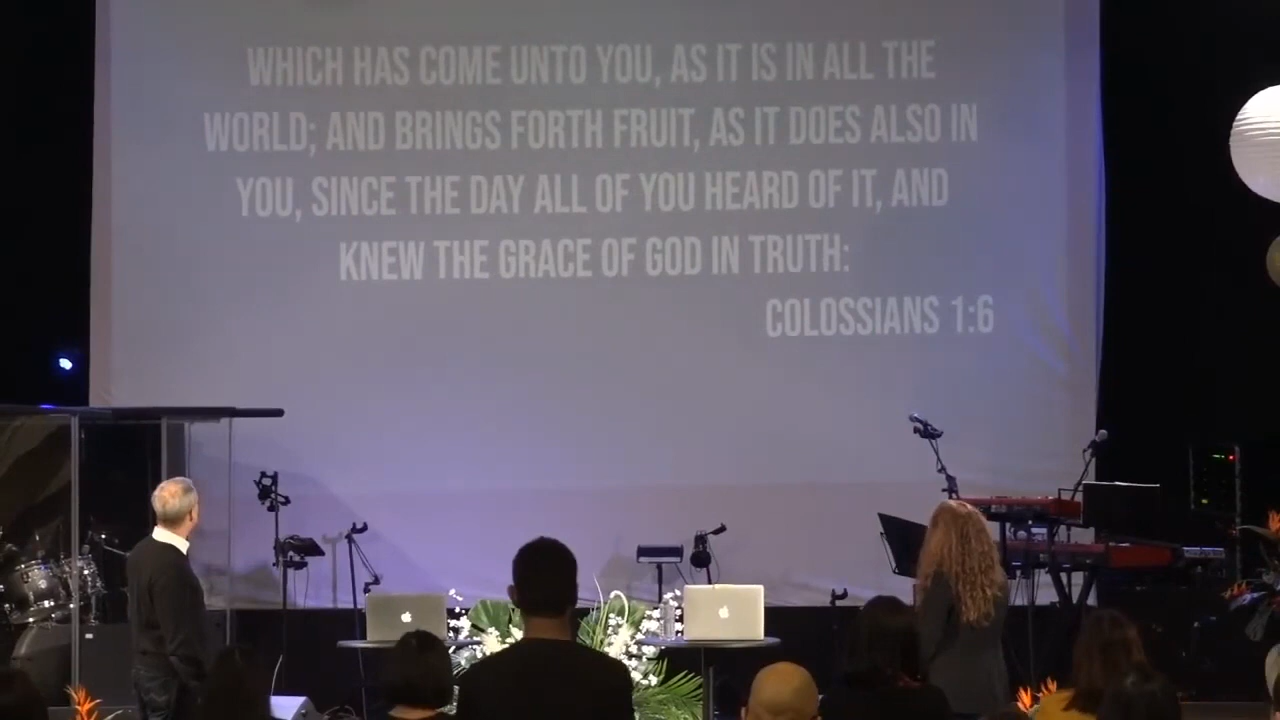 WHICH HAS COME UNTO YOU, AS IT IS IN ALL THE
WORLD; AND BRINGS FORTH FRUIT, AS IT DOES ALSO IN
YOU, SINCE THE DAY ALL OF YOU HEARD OF IT, AND
KNEW THE GRACE OF GOD IN TRUTH:
COLOSSIANS 1:6